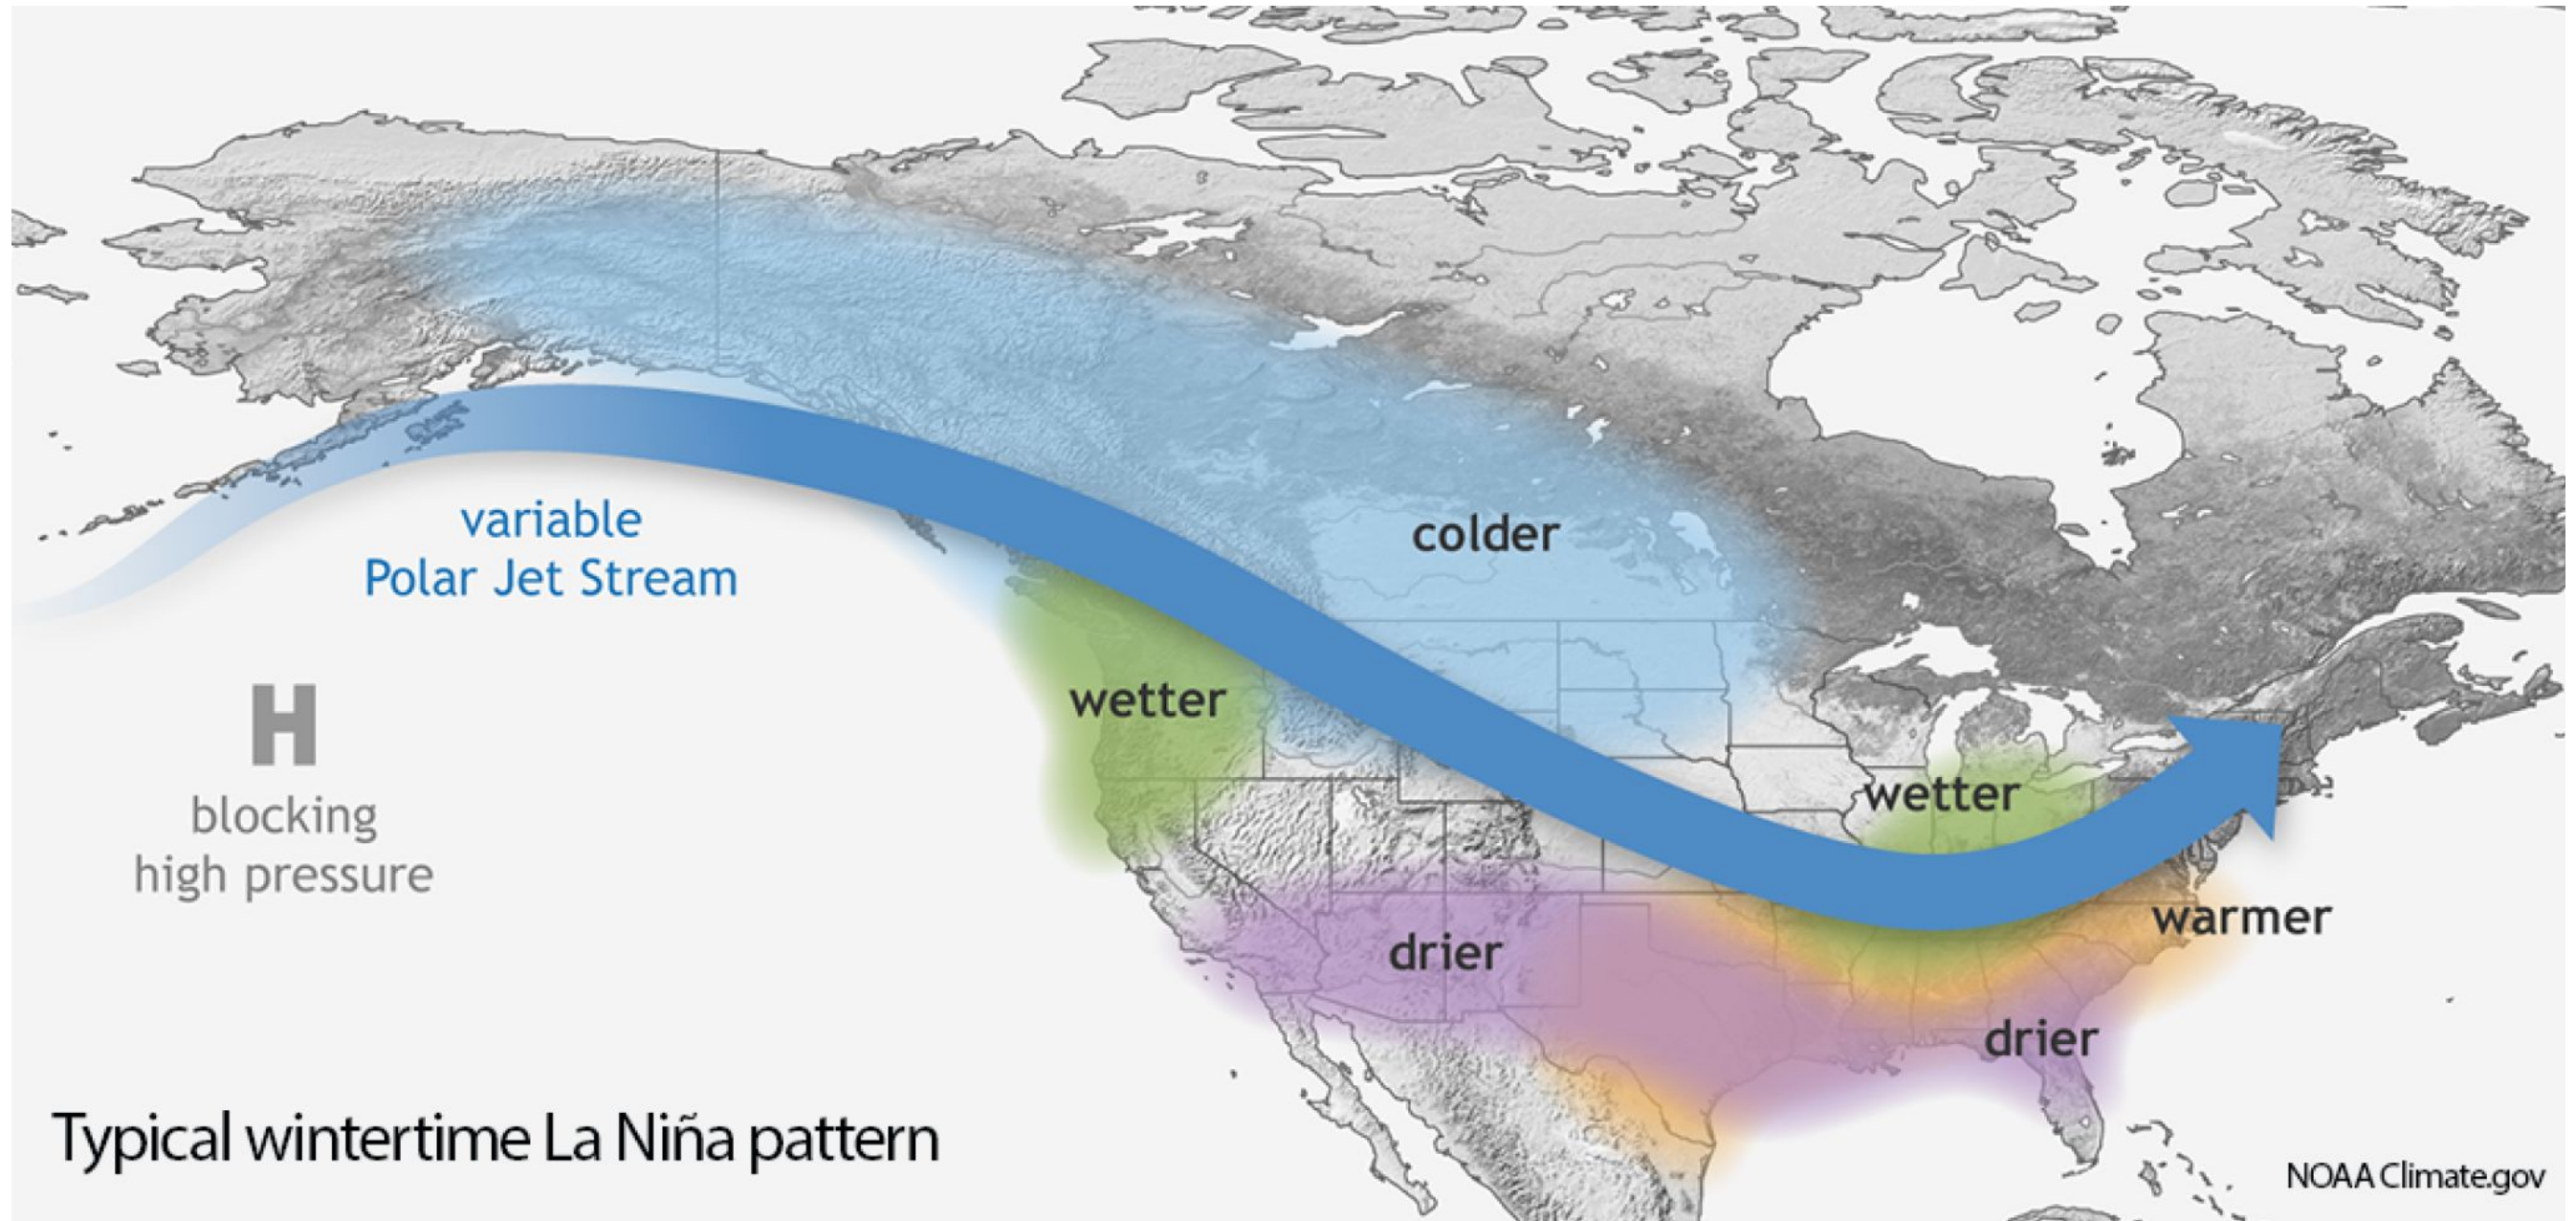 variable
Polar Jet Stream
colder
wetter
H
blocking
high pressure
wetter
warmer
drier
drier
Typical wintertime La Niña pattern
NOAA Climate.gov